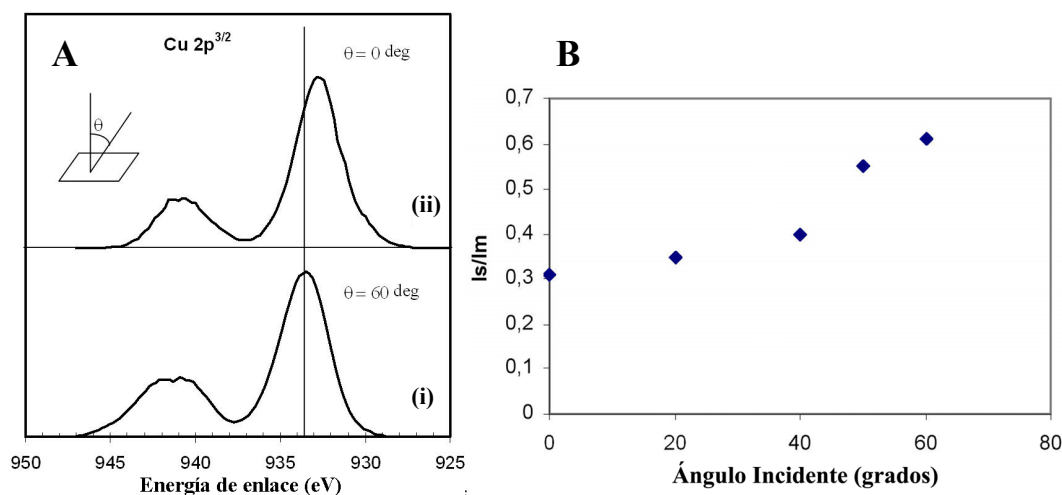 A
Cu 2p3/2
θ= 0 deg
θ
(ii)
θ= 60 deg
(i)
950 945 940 935 930 925
Energía de enlace (eV)
B
Is/Im
0,7
0,6
0,5
0,4
0,3
0,2
0,1
0
0 20 40 60 80
Ángulo Incidente (grados)